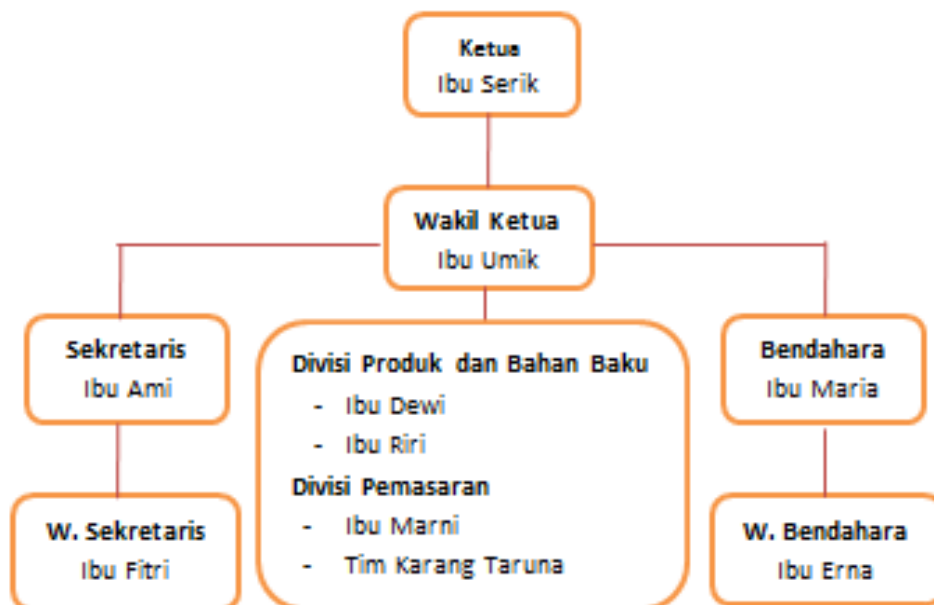 Ketua
Ibu Serik
Wakil Ketua
Ibu Umik
Sekretaris
Ibu Ami
Divisi Produk dan Bahan Baku
- Ibu Dewi
- Ibu Riri
Divisi Pemasaran
- Ibu Marni
- Tim Karang Taruna
Bendahara
Ibu Maria
W. Sekretaris
Ibu Fitri
W. Bendahara
Ibu Erna